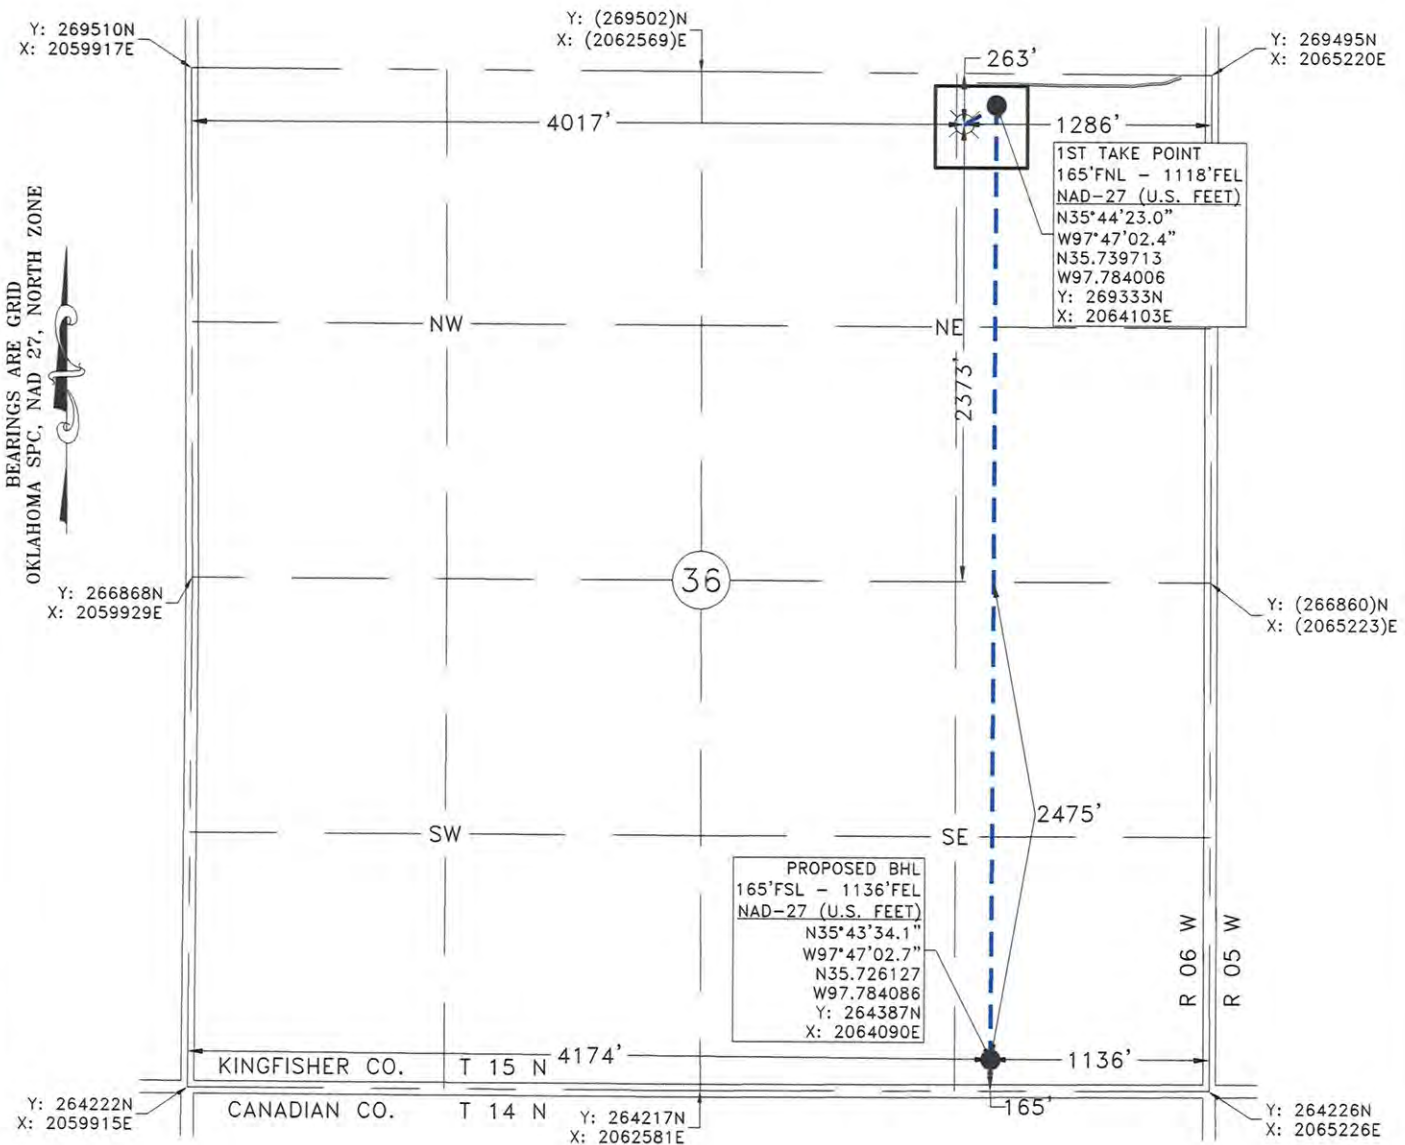 Y: 269510N
X: 2059917E
Y: (269502)N
X: (2062569)E
Y: 269495N
X: 2065220E
263'
4017'
1286'
1ST TAKE POINT
165'FNL - 1118'FEL
NAD-27 (U.S. FEET)
N35°44'23.0"
W97°47'02.4"
N35.739713
W97.784006
Y: 269333N
X: 2064103E
BEARINGS ARE GRID
OKLAHOMA SPC, NAD 27, NORTH ZONE
NW
NE
2373'
36
Y: 266868N
X: 2059929E
Y: (266860)N
X: (2065223)E
2475'
SW
SE
PROPOSED BHL
165'FSL - 1136'FEL
NAD-27 (U.S. FEET)
N35°43'34.1"
W97°47'02.7"
N35.726127
W97.784086
Y: 264387N
X: 2064090E
R 06 W
R 05 W
4174'
1136'
KINGFISHER CO. T 15 N
CANADIAN CO. T 14 N
165'
Y: 264222N
X: 2059915E
Y: 264217N
X: 2062581E
Y: 264226N
X: 2065226E